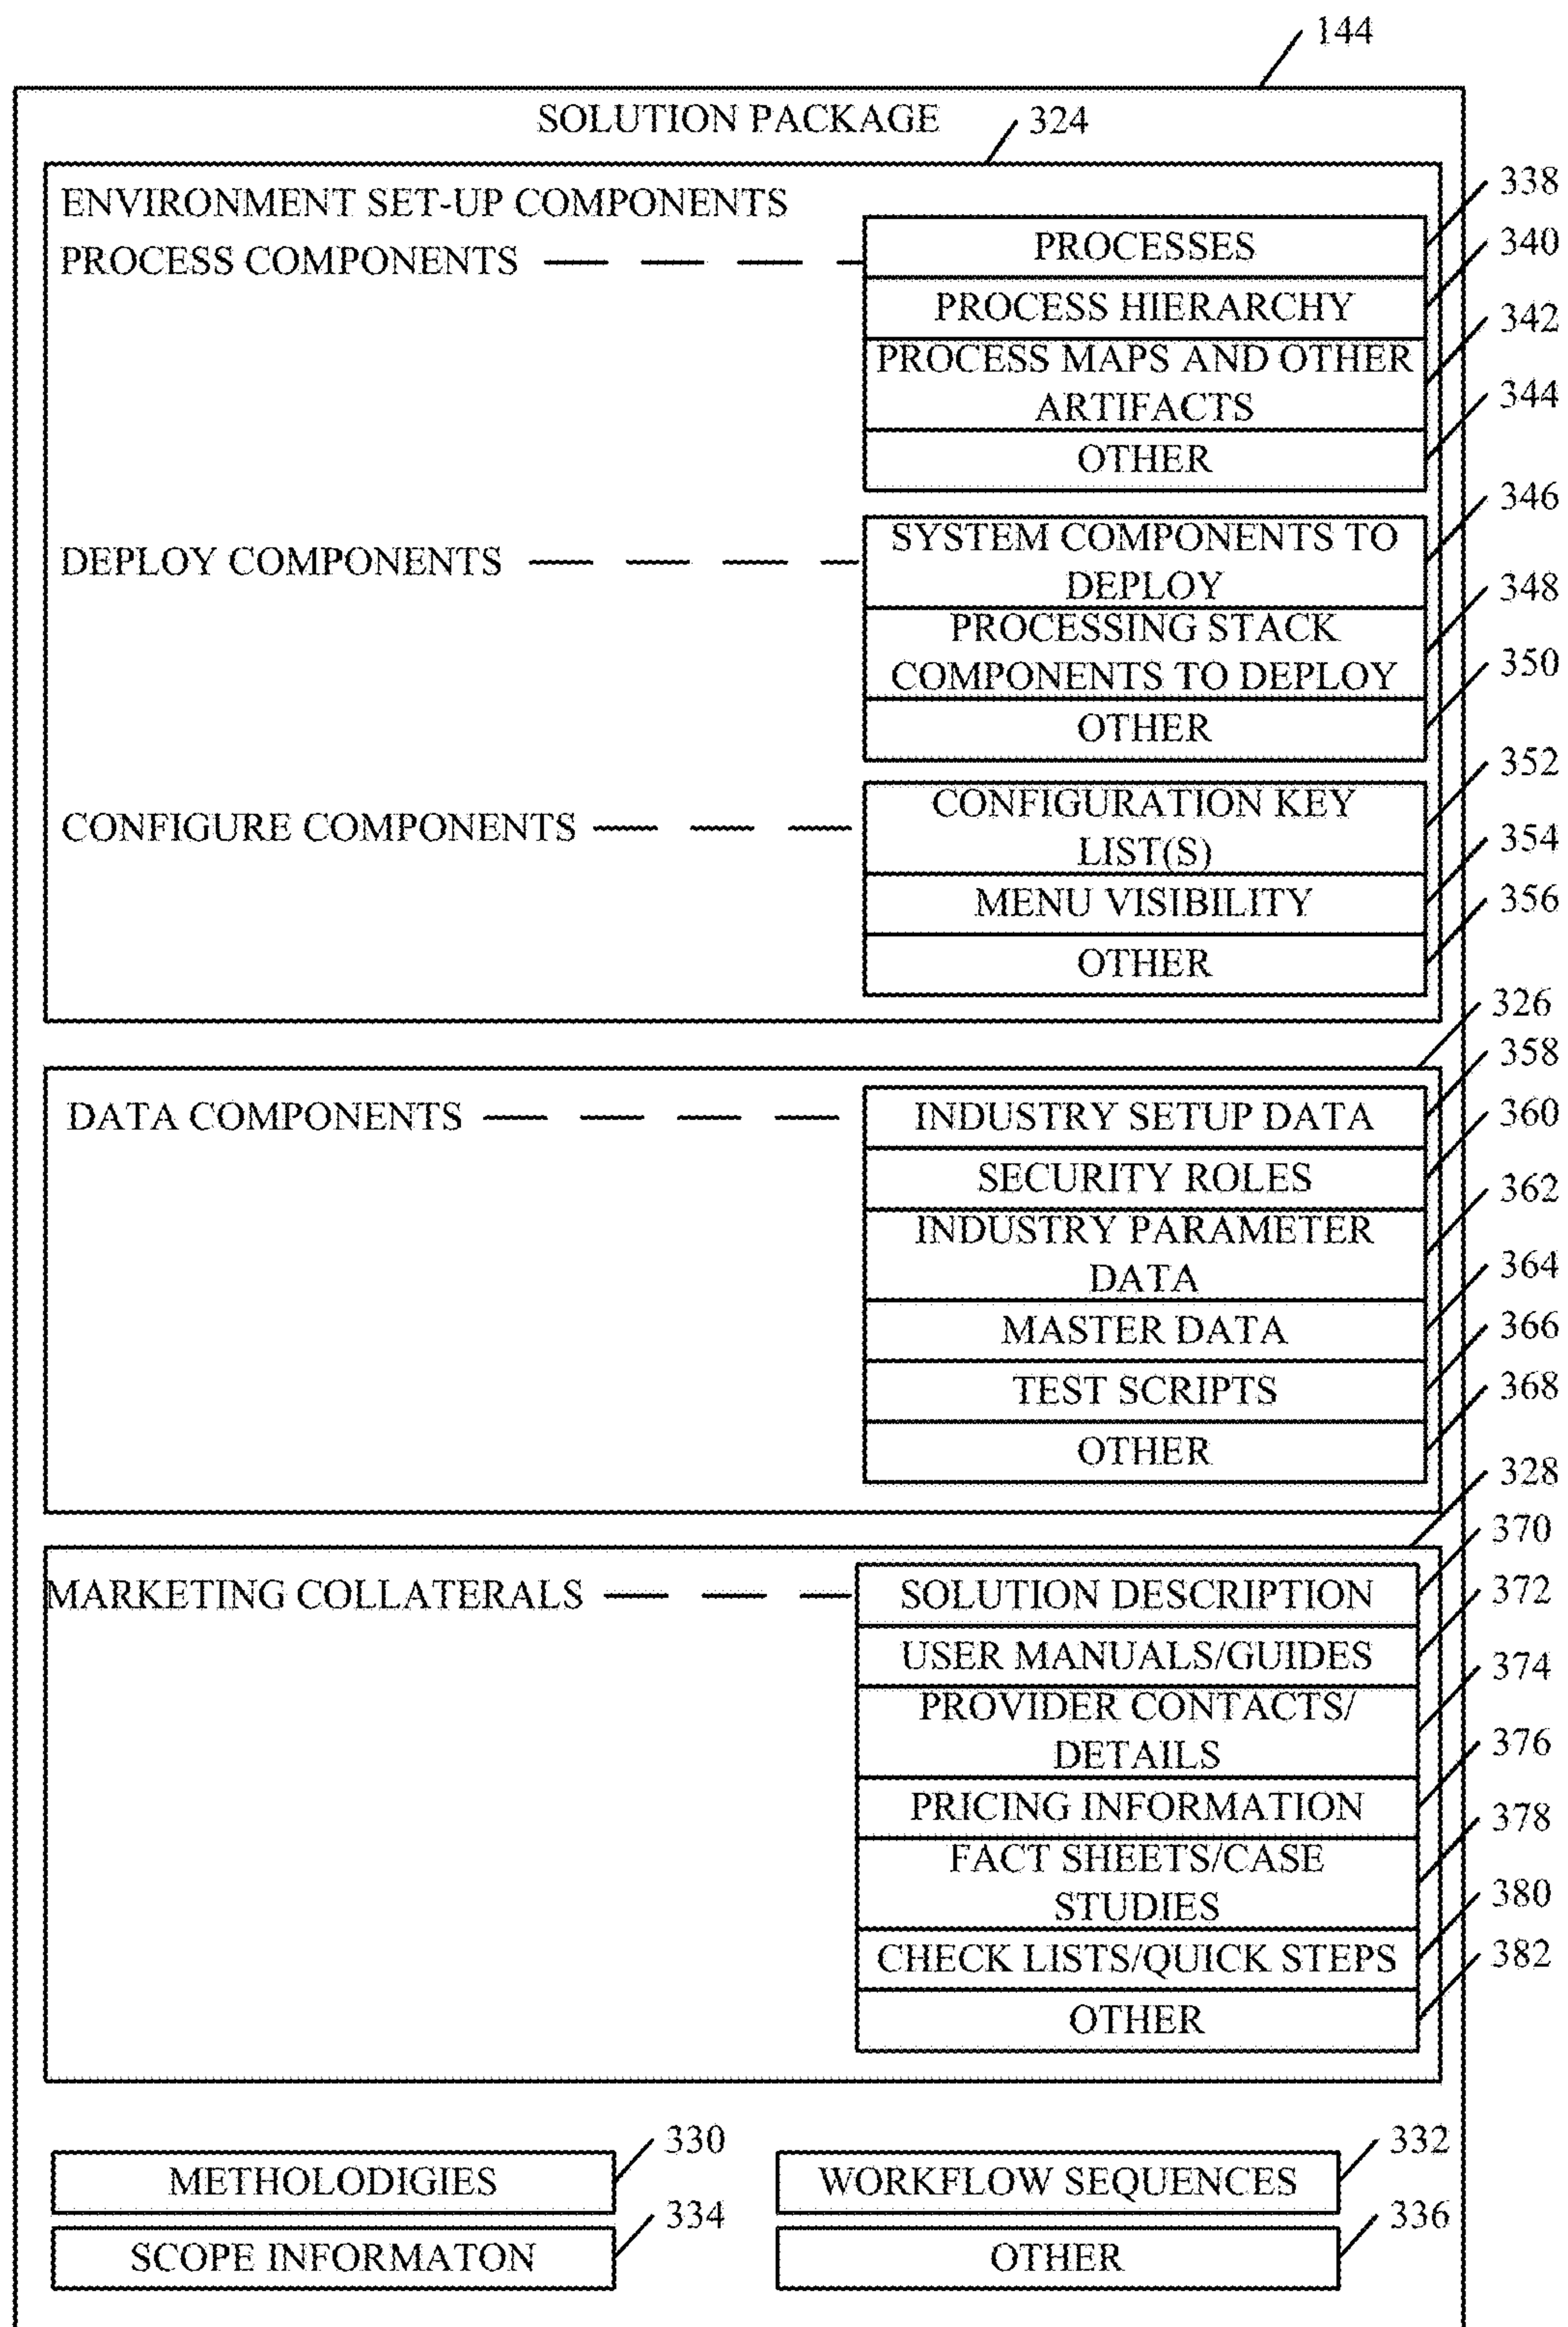 144
SOLUTION PACKAGE
324
ENVIRONMENT SET-UP COMPONENTS
338
PROCESS COMPONENTS
PROCESSES
340
PROCESS HIERARCHY
342
PROCESS MAPS AND OTHER
ARTIFACTS
344
OTHER
346
DEPLOY COMPONENTS
SYSTEM COMPONENTS TO
DEPLOY
348
PROCESSING STACK
COMPONENTS TO DEPLOY
350
OTHER
352
CONFIGURE COMPONENTS
CONFIGURATION KEY
LIST(S)
354
MENU VISIBILITY
356
OTHER
326
358
DATA COMPONENTS
INDUSTRY SETUP DATA
360
SECURITY ROLES
362
INDUSTRY PARAMETER
DATA
364
MASTER DATA
366
TEST SCRIPTS
368
OTHER
328
370
MARKETING COLLATERALS
SOLUTION DESCRIPTION
372
USER MANUALS/GUIDES
374
PROVIDER CONTACTS/
DETAILS
376
PRICING INFORMATION
378
FACT SHEETS/CASE
STUDIES
380
CHECK LISTS/QUICK STEPS
382
OTHER
330
332
METHOLODIGIES
WORKFLOW SEQUENCES
334
336
SCOPE INFORMATON
OTHER